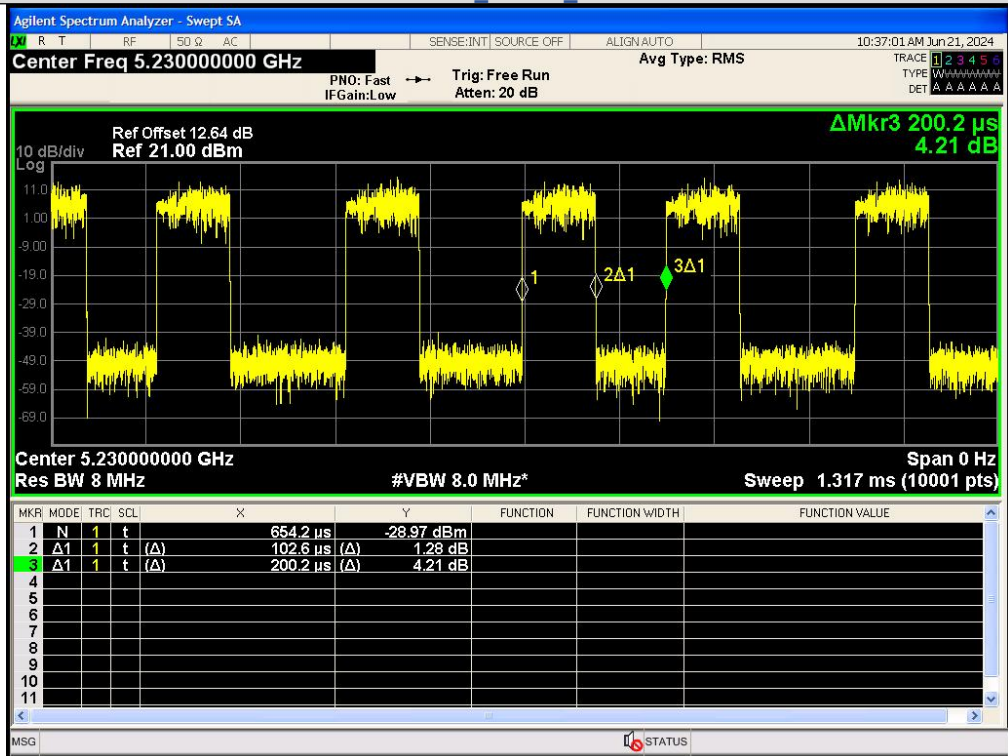 Agilent Spectrum Analyzer - Swept SA
LXI R T RF 50 Ω AC SENSE:INT SOURCE OFF ALIGN AUTO 10:37:01 AM Jun 21, 2024
Center Freq 5.230000000 GHz Avg Type: RMS TRACE 1 2 3 4 5 6
PNO: Fast Trig: Free Run TYPE W
IFGain:Low Atten: 20 dB DET A A A A A A
ΔMkr3 200.2 µs
Ref Offset 12.64 dB
10 dB/div Ref 21.00 dBm 4.21 dB
Log
11.0
1.00
-9.00
-19.0
1 2Δ1 3Δ1
-29.0
-39.0
-49.0
-59.0
-69.0
Center 5.230000000 GHz Span 0 Hz
Res BW 8 MHz #VBW 8.0 MHz* Sweep 1.317 ms (10001 pts)
MKR MODE TRC SCL X Y FUNCTION FUNCTION WIDTH FUNCTION VALUE
1 N 1 t 654.2 µs -28.97 dBm
2 Δ1 1 t (Δ) 102.6 µs (Δ) 1.28 dB
3 Δ1 1 t (Δ) 200.2 µs (Δ) 4.21 dB
4
5
6
7
8
9
10
11
MSG STATUS